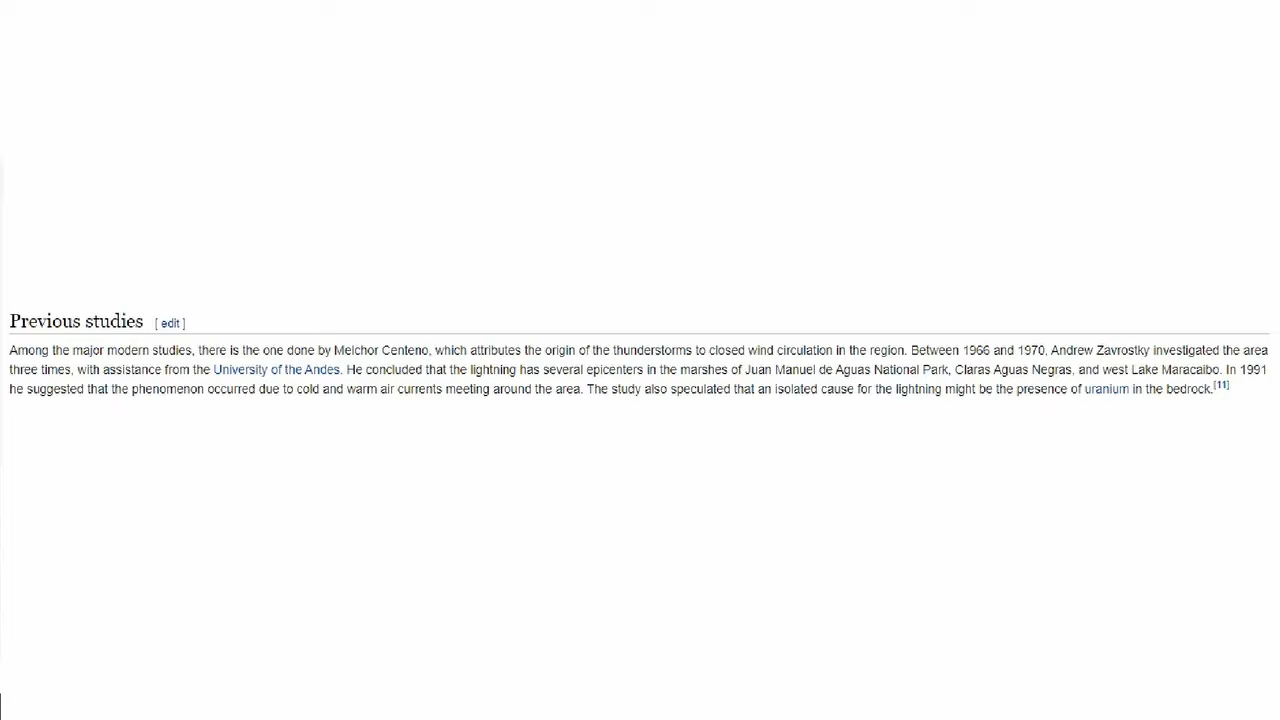 Previous studies [ edit ]
Among the major modern studies, there is the one done by Melchor Centeno, which attributes the origin of the thunderstorms to closed wind circulation in the region. Between 1966 and 1970, Andrew Zavrostky investigated the area
three times, with assistance from the University of the Andes. He concluded that the lightning has several epicenters in the marshes of Juan Manuel de Aguas National Park, Claras Aguas Negras, and west Lake Maracaibo. In 1991
he suggested that the phenomenon occurred due to cold and warm air currents meeting around the area. The study also speculated that an isolated cause for the lightning might be the presence of uranium in the bedrock.[11]